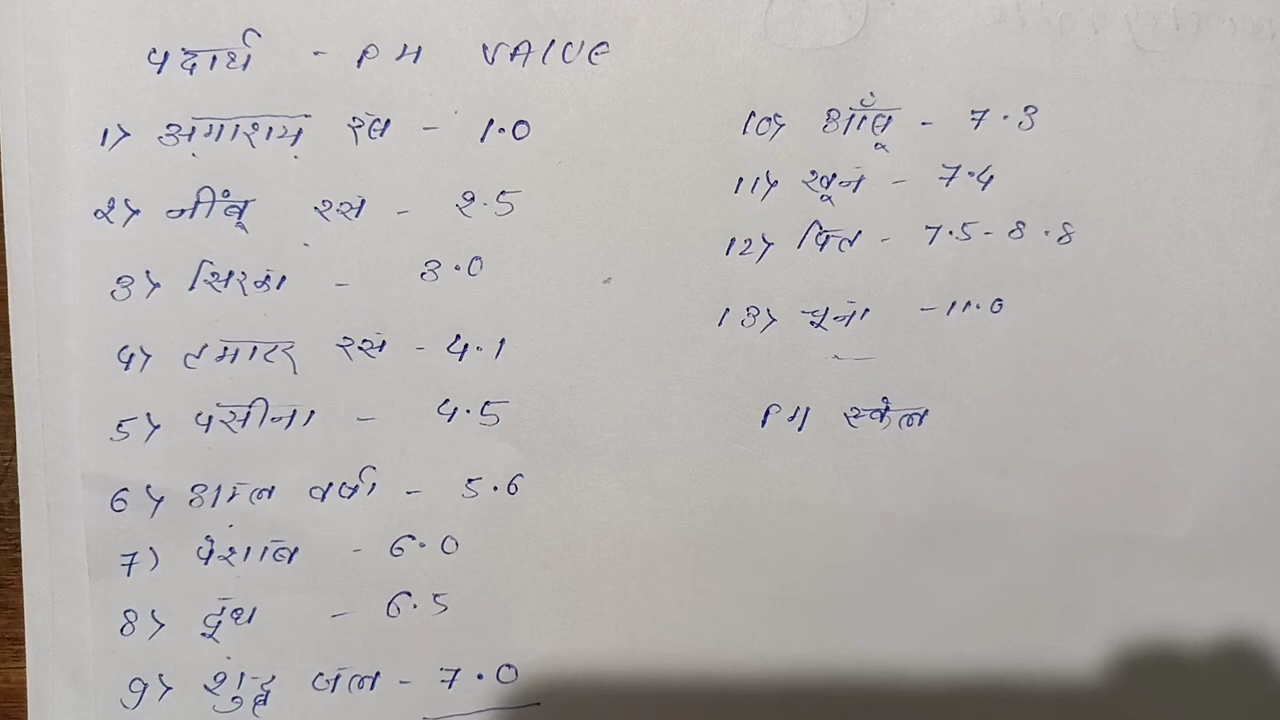 पदार्थ - PH VALUE
1> अमाशय रस - 1.0
2> नींबू रस - 2.5
3> सिरका - 3.0
4> टमाटर रस - 4.1
5> पसीना - 4.5
6> अम्ल वर्षा - 5.6
7) पेशाब - 6.0
8> दूध - 6.5
9> शुद्ध जल - 7.0
10> आँसू - 7.3
11> खून - 7.4
12> पित - 7.5 - 8.8
13> चूना - 11.0
PH स्केल